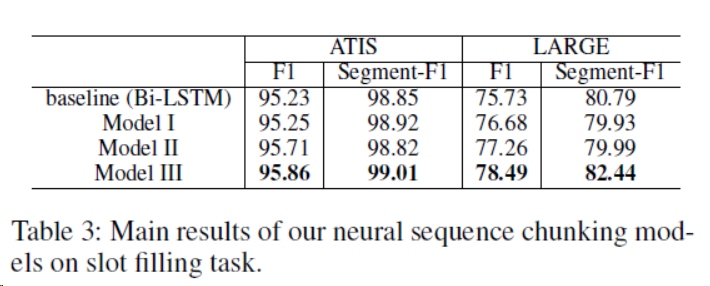 ATIS LARGE
F1 Segment-F1 F1 Segment-F1
baseline (Bi-LSTM) 95.23 98.85 75.73 80.79
Model I 95.25 98.92 76.68 79.93
Model II 95.71 98.82 77.26 79.99
Model III 95.86 99.01 78.49 82.44
Table 3: Main results of our neural sequence chunking mod-
els on slot filling task.